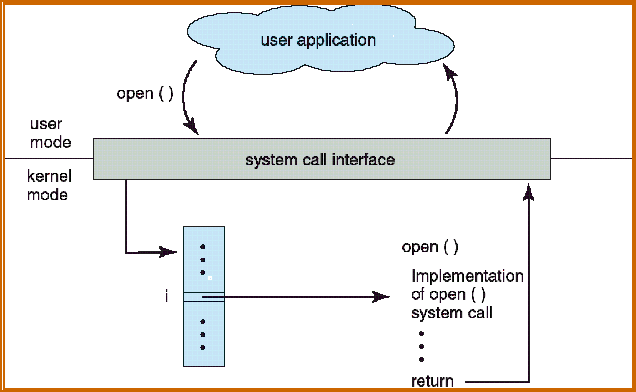 user application
open ( )
user
mode
system call interface
kernel
mode
open ( )
i
Implementation
of open ( )
system call
return